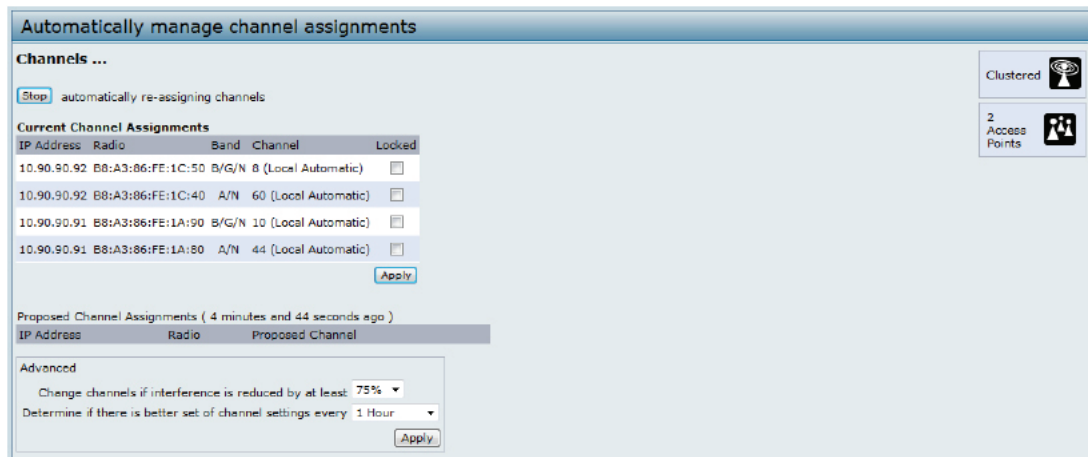 Automatically manage channel assignments
Channels ...
Stop automatically re-assigning channels
Current Channel Assignments
IP Address Radio Band Channel Locked
10.90.90.92 B8:A3:86:FE:1C:50 B/G/N 8 (Local Automatic)
10.90.90.92 B8:A3:86:FE:1C:40 A/N 60 (Local Automatic)
10.90.90.91 B8:A3:86:FE:1A:90 B/G/N 10 (Local Automatic)
10.90.90.91 B8:A3:86:FE:1A:80 A/N 44 (Local Automatic)
Apply
Proposed Channel Assignments ( 4 minutes and 44 seconds ago )
IP Address Radio Proposed Channel
Advanced
Change channels if interference is reduced by at least 75%
Determine if there is better set of channel settings every 1 Hour
Apply
Clustered
2
Access
Points